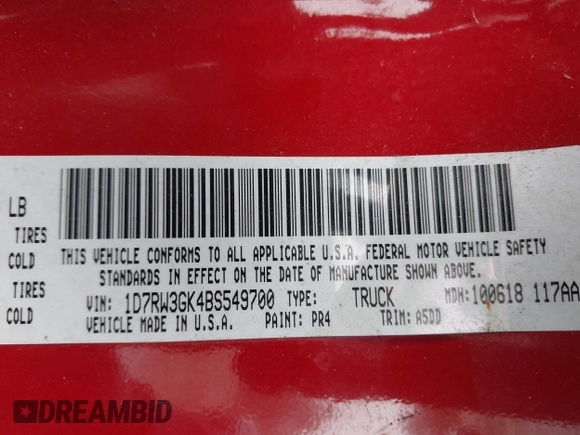 LB
TIRES
COLD
TIRES
COLD
THIS VEHICLE CONFORMS TO ALL APPLICABLE U.S.A. FEDERAL MOTOR VEHICLE SAFETY
STANDARDS IN EFFECT ON THE DATE OF MANUFACTURE SHOWN ABOVE.
VIN: 1D7RW3GK4BS549700 TYPE: TRUCK MDH: 100618 117AA
VEHICLE MADE IN U.S.A. PAINT: PR4 TRIM: A5DD
DREAMBID